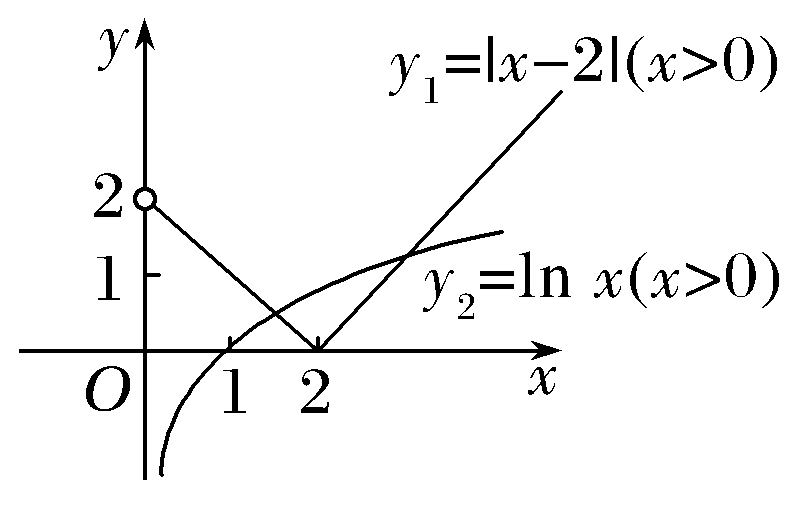 y
y₁=|x−2|(x>0)
2
1
y₂=ln x(x>0)
O
1
2
x